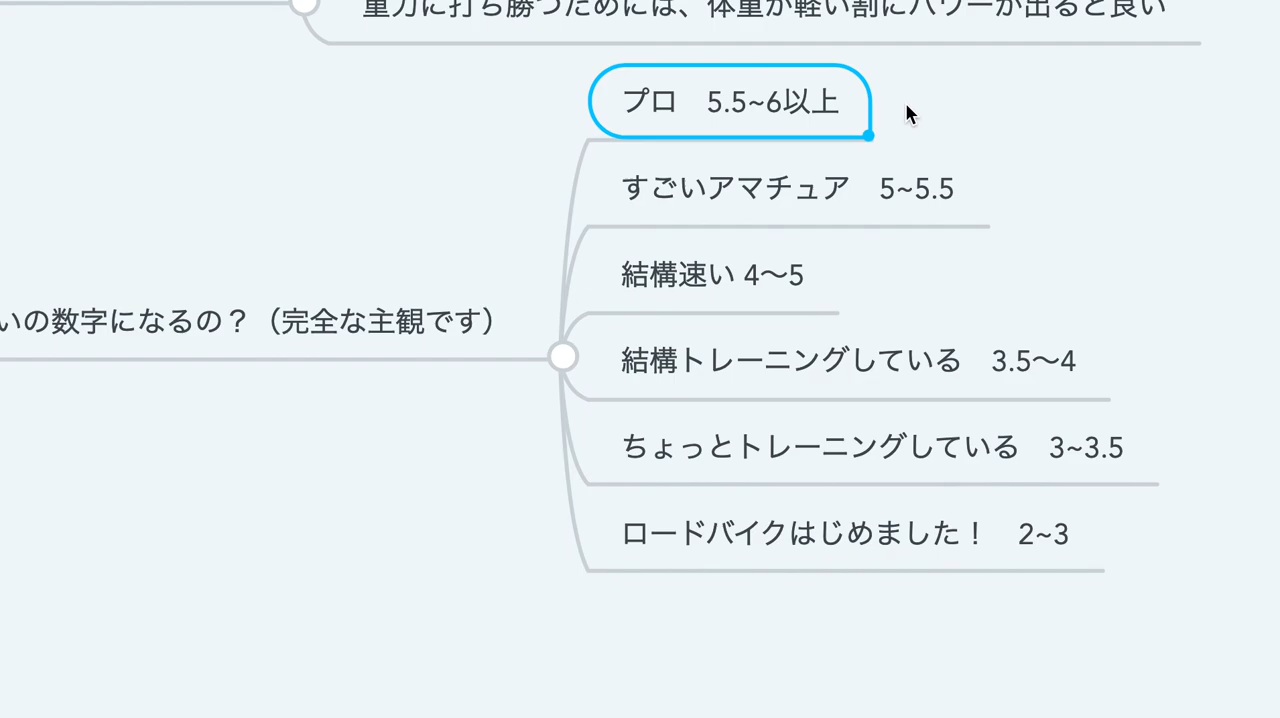 重力に打ち勝つためには、体重が軽い割にパワーが出ると良い
プロ　5.5~6以上
すごいアマチュア　5~5.5
結構速い 4〜5
いの数字になるの？（完全な主観です）
結構トレーニングしている　3.5〜4
ちょっとトレーニングしている　3~3.5
ロードバイクはじめました！　2~3